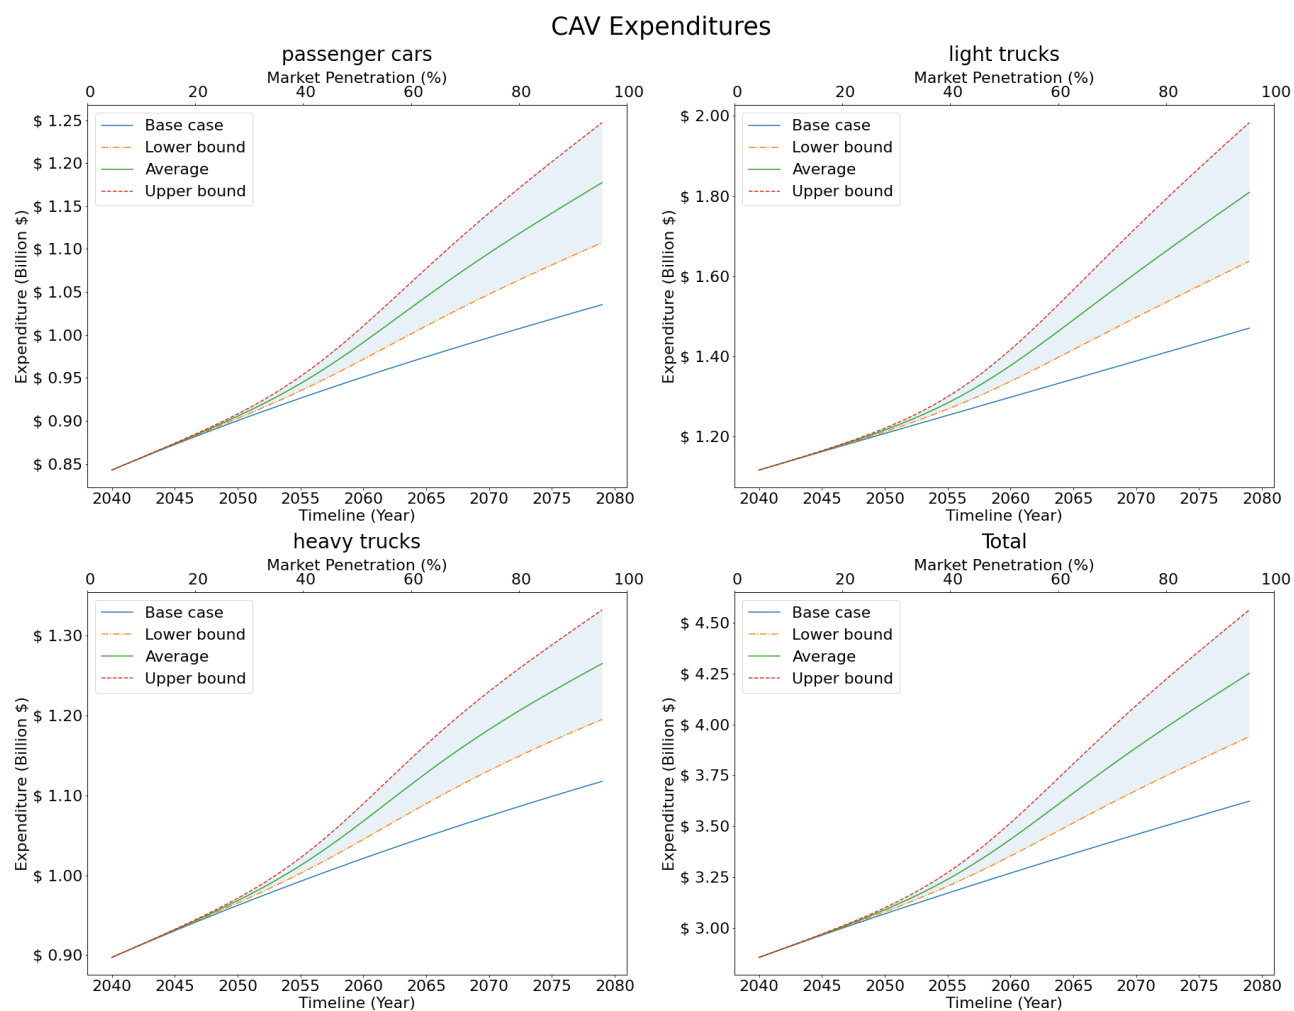 CAV Expenditures
passenger cars
Market Penetration (%)
0 20 40 60 80 100
$ 1.25
$ 1.20
$ 1.15
$ 1.10
$ 1.05
$ 1.00
$ 0.95
$ 0.90
$ 0.85
Expenditure (Billion $)
Base case
Lower bound
Average
Upper bound
2040 2045 2050 2055 2060 2065 2070 2075 2080
Timeline (Year)
light trucks
Market Penetration (%)
0 20 40 60 80 100
$ 2.00
$ 1.80
$ 1.60
$ 1.40
$ 1.20
Expenditure (Billion $)
Base case
Lower bound
Average
Upper bound
2040 2045 2050 2055 2060 2065 2070 2075 2080
Timeline (Year)
heavy trucks
Market Penetration (%)
0 20 40 60 80 100
$ 1.30
$ 1.20
$ 1.10
$ 1.00
$ 0.90
Expenditure (Billion $)
Base case
Lower bound
Average
Upper bound
2040 2045 2050 2055 2060 2065 2070 2075 2080
Timeline (Year)
Total
Market Penetration (%)
0 20 40 60 80 100
$ 4.50
$ 4.25
$ 4.00
$ 3.75
$ 3.50
$ 3.25
$ 3.00
Expenditure (Billion $)
Base case
Lower bound
Average
Upper bound
2040 2045 2050 2055 2060 2065 2070 2075 2080
Timeline (Year)